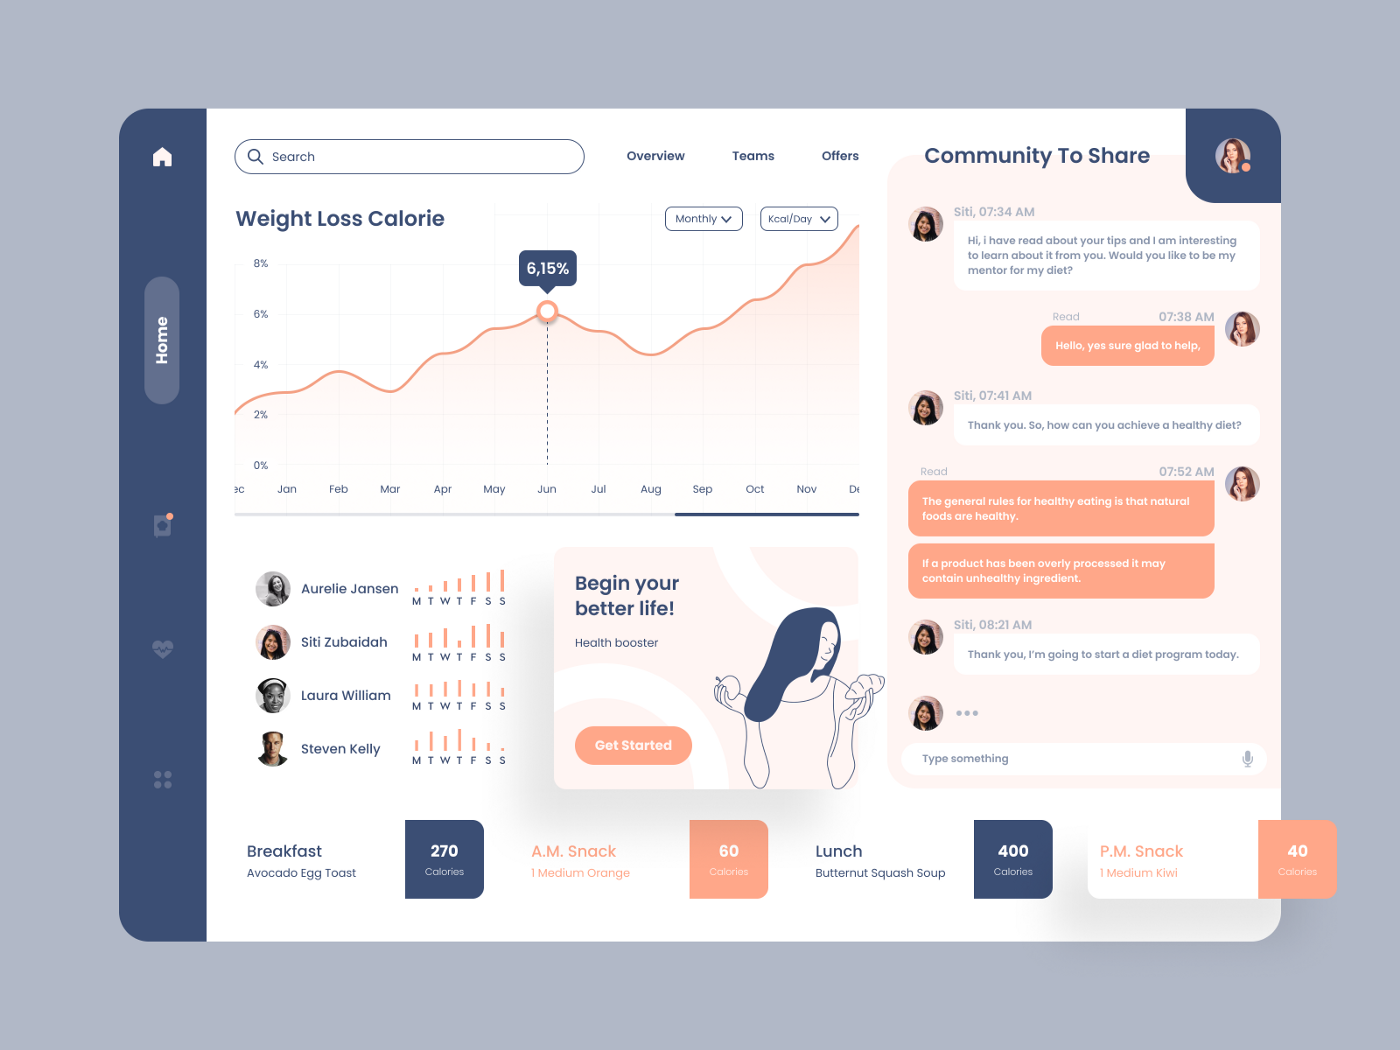 Home
Search
Overview
Teams
Offers
Weight Loss Calorie
Monthly
Kcal/Day
8%
6%
4%
2%
0%
6,15%
ec Jan Feb Mar Apr May Jun Jul Aug Sep Oct Nov De
Aurelie Jansen
M T W T F S S
Siti Zubaidah
M T W T F S S
Laura William
M T W T F S S
Steven Kelly
M T W T F S S
Begin your
better life!
Health booster
Get Started
Community To Share
Siti, 07:34 AM
Hi, i have read about your tips and I am interesting
to learn about it from you. Would you like to be my
mentor for my diet?
Read 07:38 AM
Hello, yes sure glad to help,
Siti, 07:41 AM
Thank you. So, how can you achieve a healthy diet?
Read 07:52 AM
The general rules for healthy eating is that natural
foods are healthy.
If a product has been overly processed it may
contain unhealthy ingredient.
Siti, 08:21 AM
Thank you, I'm going to start a diet program today.
Type something
Breakfast
Avocado Egg Toast
270
Calories
A.M. Snack
1 Medium Orange
60
Calories
Lunch
Butternut Squash Soup
400
Calories
P.M. Snack
1 Medium Kiwi
40
Calories